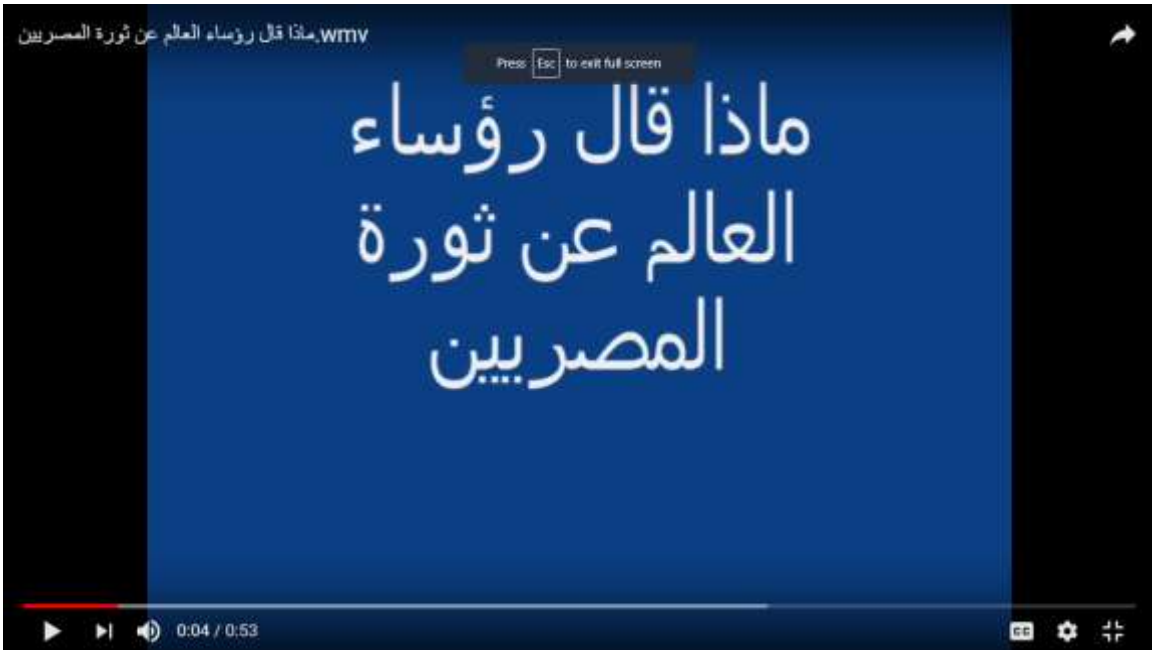 ماذا قال رؤساء العالم عن ثورة المصريين.wmv
Press Esc to exit full screen
ماذا قال رؤساء
العالم عن ثورة
المصريين
0:04 / 0:53
CC